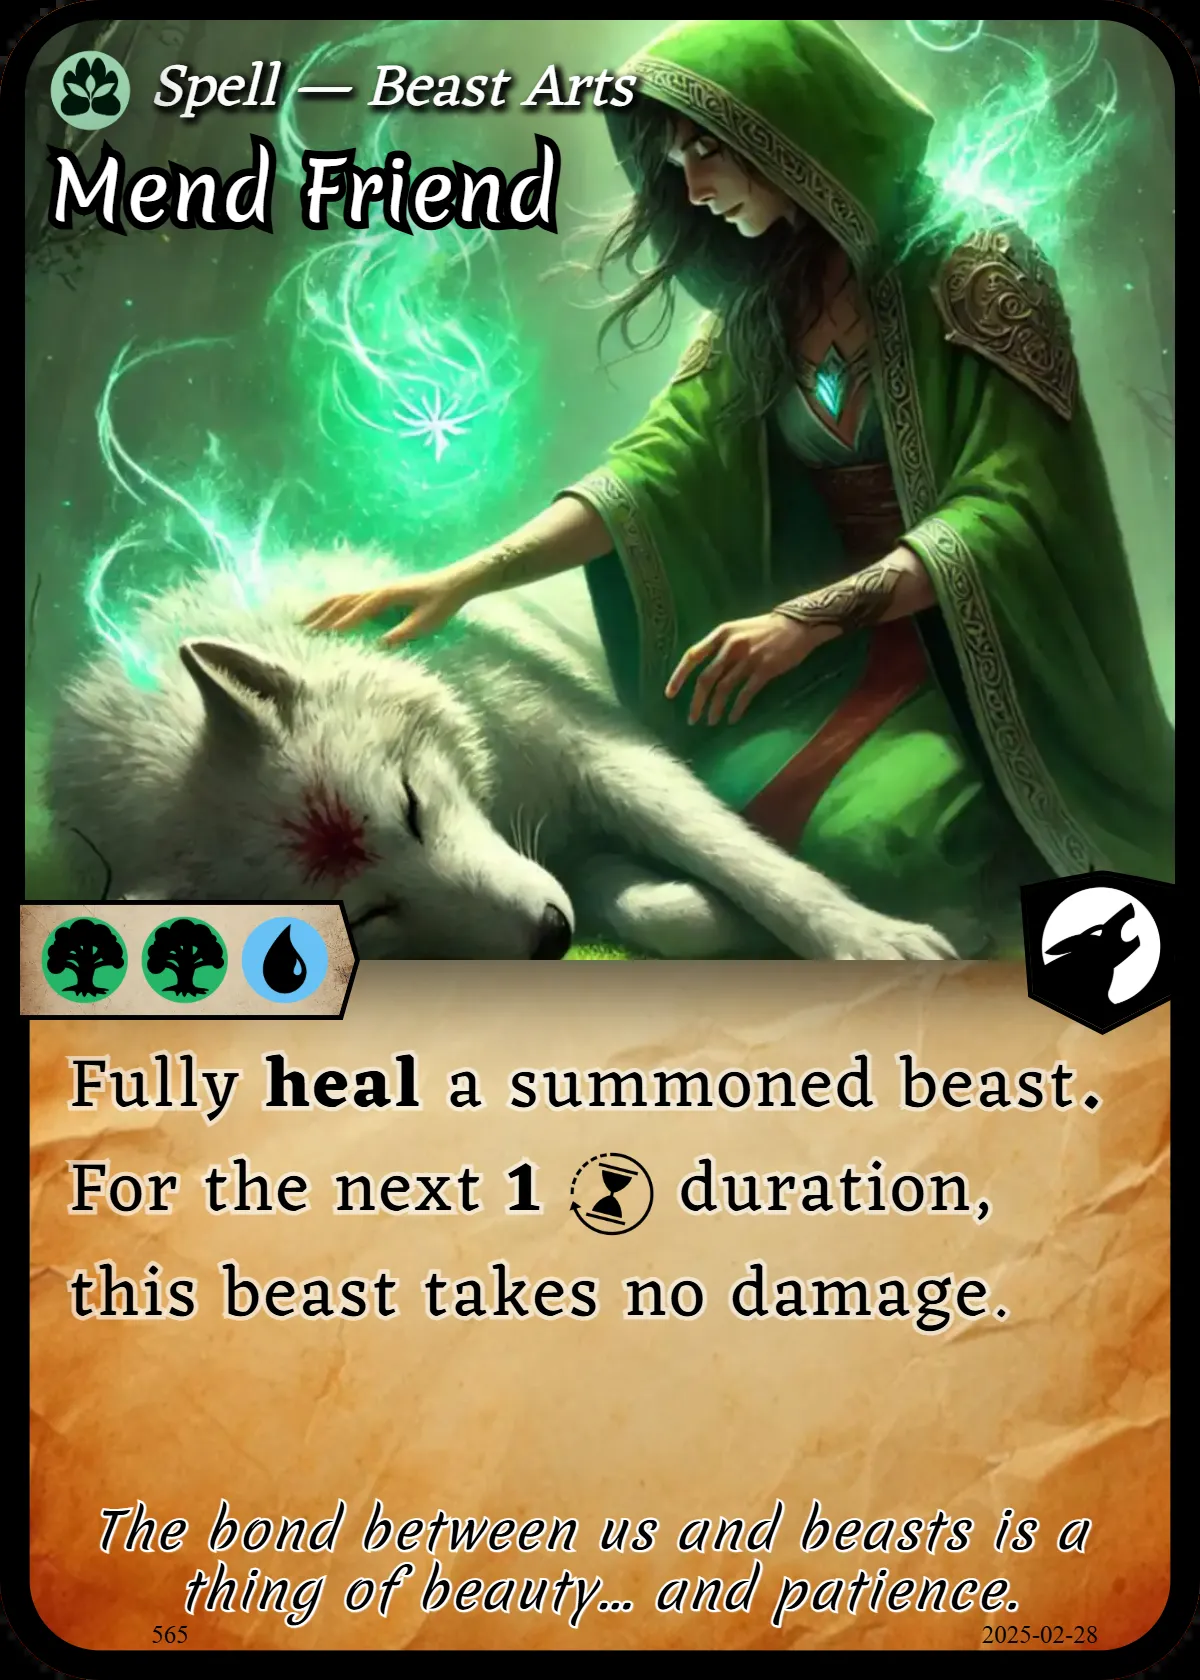 Spell — Beast Arts
Mend Friend
Fully heal a summoned beast.
For the next 1 duration,
this beast takes no damage.
The bond between us and beasts is a
thing of beauty... and patience.
565
2025-02-28